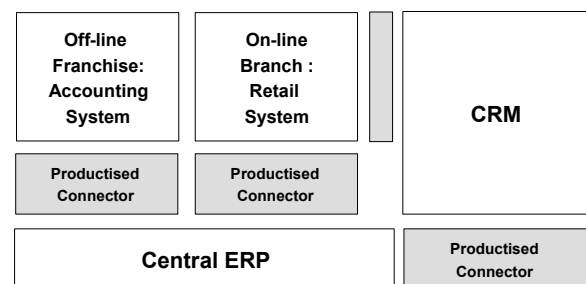 Off-line
Franchise:
Accounting
System
On-line
Branch :
Retail
System
CRM
Productised
Connector
Productised
Connector
Central ERP
Productised
Connector